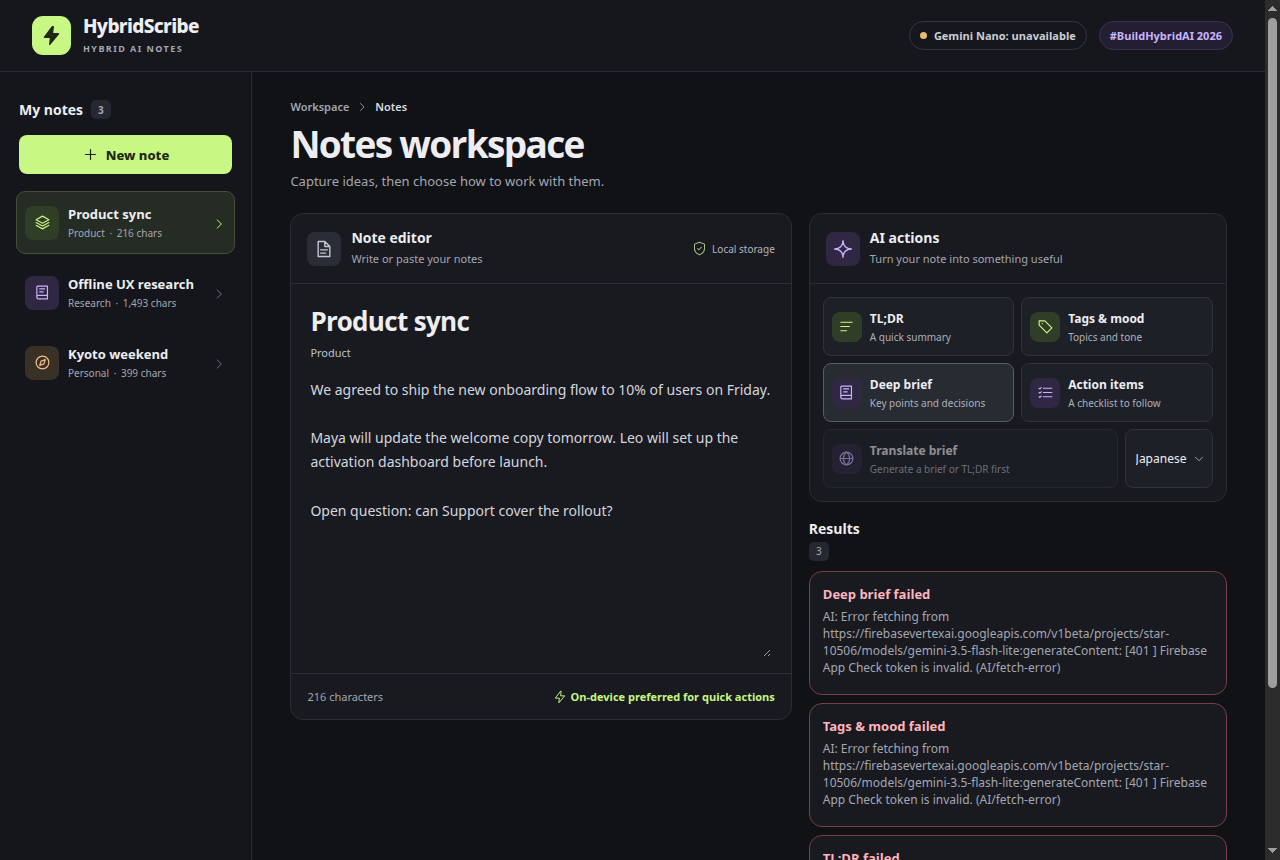 HybridScribe
HYBRID AI NOTES
Gemini Nano: unavailable
#BuildHybridAI 2026
My notes 3
New note
Product sync
Product · 216 chars
Offline UX research
Research · 1,493 chars
Kyoto weekend
Personal · 399 chars
Workspace > Notes
Notes workspace
Capture ideas, then choose how to work with them.
Note editor
Write or paste your notes
Local storage
Product sync
Product
We agreed to ship the new onboarding flow to 10% of users on Friday.
Maya will update the welcome copy tomorrow. Leo will set up the
activation dashboard before launch.
Open question: can Support cover the rollout?
216 characters
On-device preferred for quick actions
AI actions
Turn your note into something useful
TL;DR
A quick summary
Tags & mood
Topics and tone
Deep brief
Key points and decisions
Action items
A checklist to follow
Translate brief
Generate a brief or TL;DR first
Japanese
Results
3
Deep brief failed
AI: Error fetching from
https://firebasevertexai.googleapis.com/v1beta/projects/star-
10506/models/gemini-3.5-flash-lite:generateContent: [401 ] Firebase
App Check token is invalid. (AI/fetch-error)
Tags & mood failed
AI: Error fetching from
https://firebasevertexai.googleapis.com/v1beta/projects/star-
10506/models/gemini-3.5-flash-lite:generateContent: [401 ] Firebase
App Check token is invalid. (AI/fetch-error)
TL;DR failed